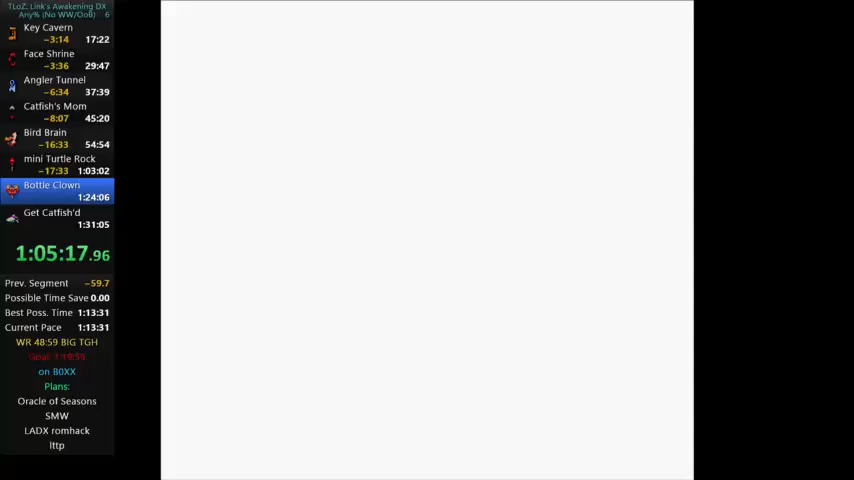 TLoZ: Link's Awakening DX
Any% (No WW/OoB) 6
Key Cavern
−3:14 17:22
Face Shrine
−3:36 29:47
Angler Tunnel
−6:34 37:39
Catfish's Mom
−8:07 45:20
Bird Brain
−16:33 54:54
mini Turtle Rock
−17:33 1:03:02
Bottle Clown
1:24:06
Get Catfish'd
1:31:05
1:05:17.96
Prev. Segment −59.7
Possible Time Save 0.00
Best Poss. Time 1:13:31
Current Pace 1:13:31
WR 48:59 BIG TGH
Goal: 1:19:59
on B0XX
Plans:
Oracle of Seasons
SMW
LADX romhack
lttp